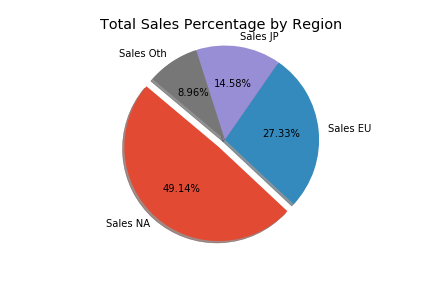 Total Sales Percentage by Region
Sales JP
Sales Oth
14.58%
8.96%
27.33%
Sales EU
49.14%
Sales NA